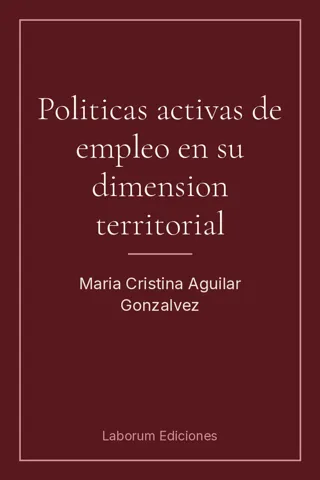 Politicas activas de
empleo en su
dimension
territorial
Maria Cristina Aguilar
Gonzalvez
Laborum Ediciones